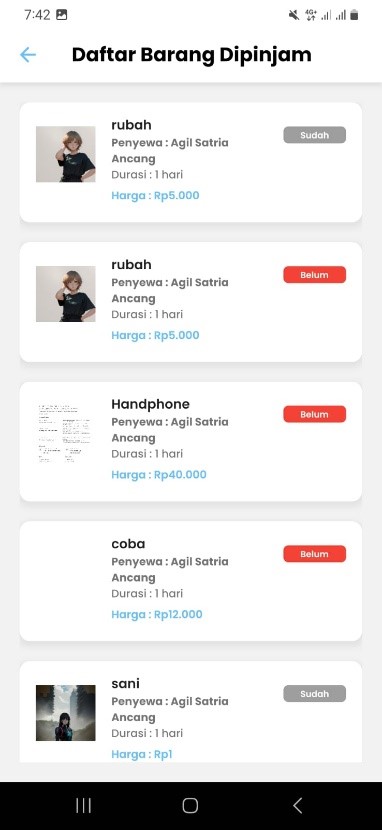 7:42
4G+
Daftar Barang Dipinjam
rubah
Sudah
Penyewa : Agil Satria
Ancang
Durasi : 1 hari
Harga : Rp5.000
rubah
Belum
Penyewa : Agil Satria
Ancang
Durasi : 1 hari
Harga : Rp5.000
Handphone
Belum
Penyewa : Agil Satria
Ancang
Durasi : 1 hari
Harga : Rp40.000
coba
Belum
Penyewa : Agil Satria
Ancang
Durasi : 1 hari
Harga : Rp12.000
sani
Sudah
Penyewa : Agil Satria
Ancang
Durasi : 1 hari
Harga : Rp1